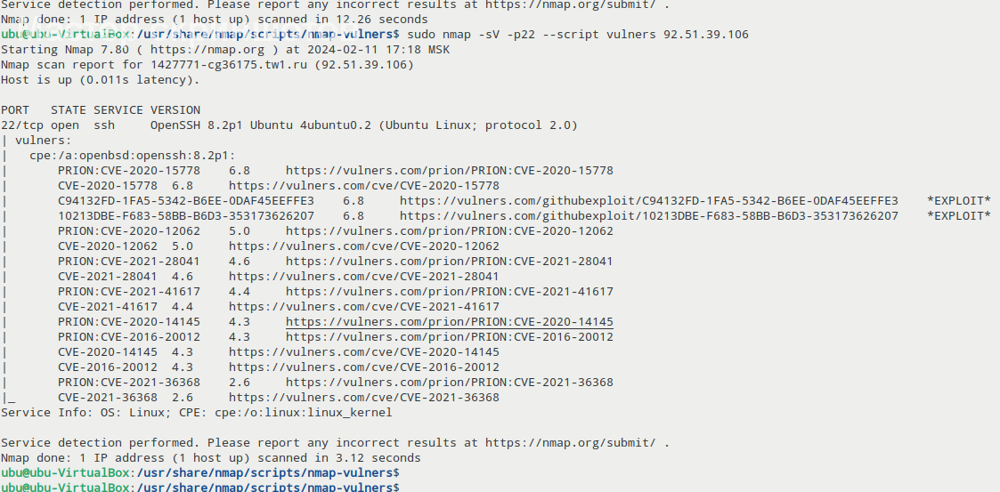 Service detection performed. Please report any incorrect results at https://nmap.org/submit/ .
Nmap done: 1 IP address (1 host up) scanned in 12.26 seconds
ubu@ubu-VirtualBox:/usr/share/nmap/scripts/nmap-vulners$ sudo nmap -sV -p22 --script vulners 92.51.39.106
Starting Nmap 7.80 ( https://nmap.org ) at 2024-02-11 17:18 MSK
Nmap scan report for 1427771-cg36175.tw1.ru (92.51.39.106)
Host is up (0.011s latency).

PORT   STATE SERVICE VERSION
22/tcp open  ssh     OpenSSH 8.2p1 Ubuntu 4ubuntu0.2 (Ubuntu Linux; protocol 2.0)
| vulners:
|   cpe:/a:openbsd:openssh:8.2p1:
|       PRION:CVE-2020-15778    6.8     https://vulners.com/prion/PRION:CVE-2020-15778
|       CVE-2020-15778  6.8     https://vulners.com/cve/CVE-2020-15778
|       C94132FD-1FA5-5342-B6EE-0DAF45EEFFE3    6.8     https://vulners.com/githubexploit/C94132FD-1FA5-5342-B6EE-0DAF45EEFFE3    *EXPLOIT*
|       10213DBE-F683-58BB-B6D3-353173626207    6.8     https://vulners.com/githubexploit/10213DBE-F683-58BB-B6D3-353173626207    *EXPLOIT*
|       PRION:CVE-2020-12062    5.0     https://vulners.com/prion/PRION:CVE-2020-12062
|       CVE-2020-12062  5.0     https://vulners.com/cve/CVE-2020-12062
|       PRION:CVE-2021-28041    4.6     https://vulners.com/prion/PRION:CVE-2021-28041
|       CVE-2021-28041  4.6     https://vulners.com/cve/CVE-2021-28041
|       PRION:CVE-2021-41617    4.4     https://vulners.com/prion/PRION:CVE-2021-41617
|       CVE-2021-41617  4.4     https://vulners.com/cve/CVE-2021-41617
|       PRION:CVE-2020-14145    4.3     https://vulners.com/prion/PRION:CVE-2020-14145
|       PRION:CVE-2016-20012    4.3     https://vulners.com/prion/PRION:CVE-2016-20012
|       CVE-2020-14145  4.3     https://vulners.com/cve/CVE-2020-14145
|       CVE-2016-20012  4.3     https://vulners.com/cve/CVE-2016-20012
|       PRION:CVE-2021-36368    2.6     https://vulners.com/prion/PRION:CVE-2021-36368
|_      CVE-2021-36368  2.6     https://vulners.com/cve/CVE-2021-36368
Service Info: OS: Linux; CPE: cpe:/o:linux:linux_kernel

Service detection performed. Please report any incorrect results at https://nmap.org/submit/ .
Nmap done: 1 IP address (1 host up) scanned in 3.12 seconds
ubu@ubu-VirtualBox:/usr/share/nmap/scripts/nmap-vulners$
ubu@ubu-VirtualBox:/usr/share/nmap/scripts/nmap-vulners$